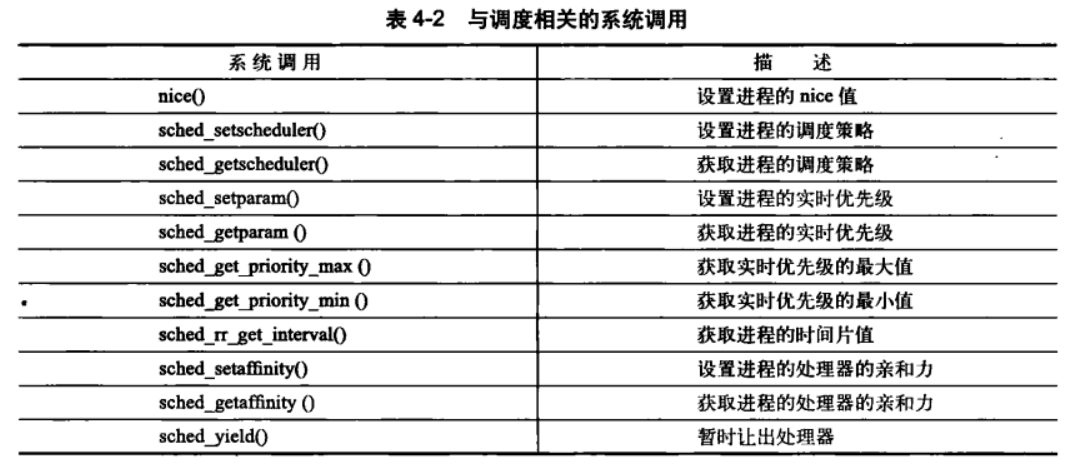 表 4-2 与调度相关的系统调用
系统调用 描 述
nice() 设置进程的 nice 值
sched_setscheduler() 设置进程的调度策略
sched_getscheduler() 获取进程的调度策略
sched_setparam() 设置进程的实时优先级
sched_getparam () 获取进程的实时优先级
sched_get_priority_max () 获取实时优先级的最大值
sched_get_priority_min () 获取实时优先级的最小值
sched_rr_get_interval() 获取进程的时间片值
sched_setaffinity() 设置进程的处理器的亲和力
sched_getaffinity () 获取进程的处理器的亲和力
sched_yield() 暂时让出处理器